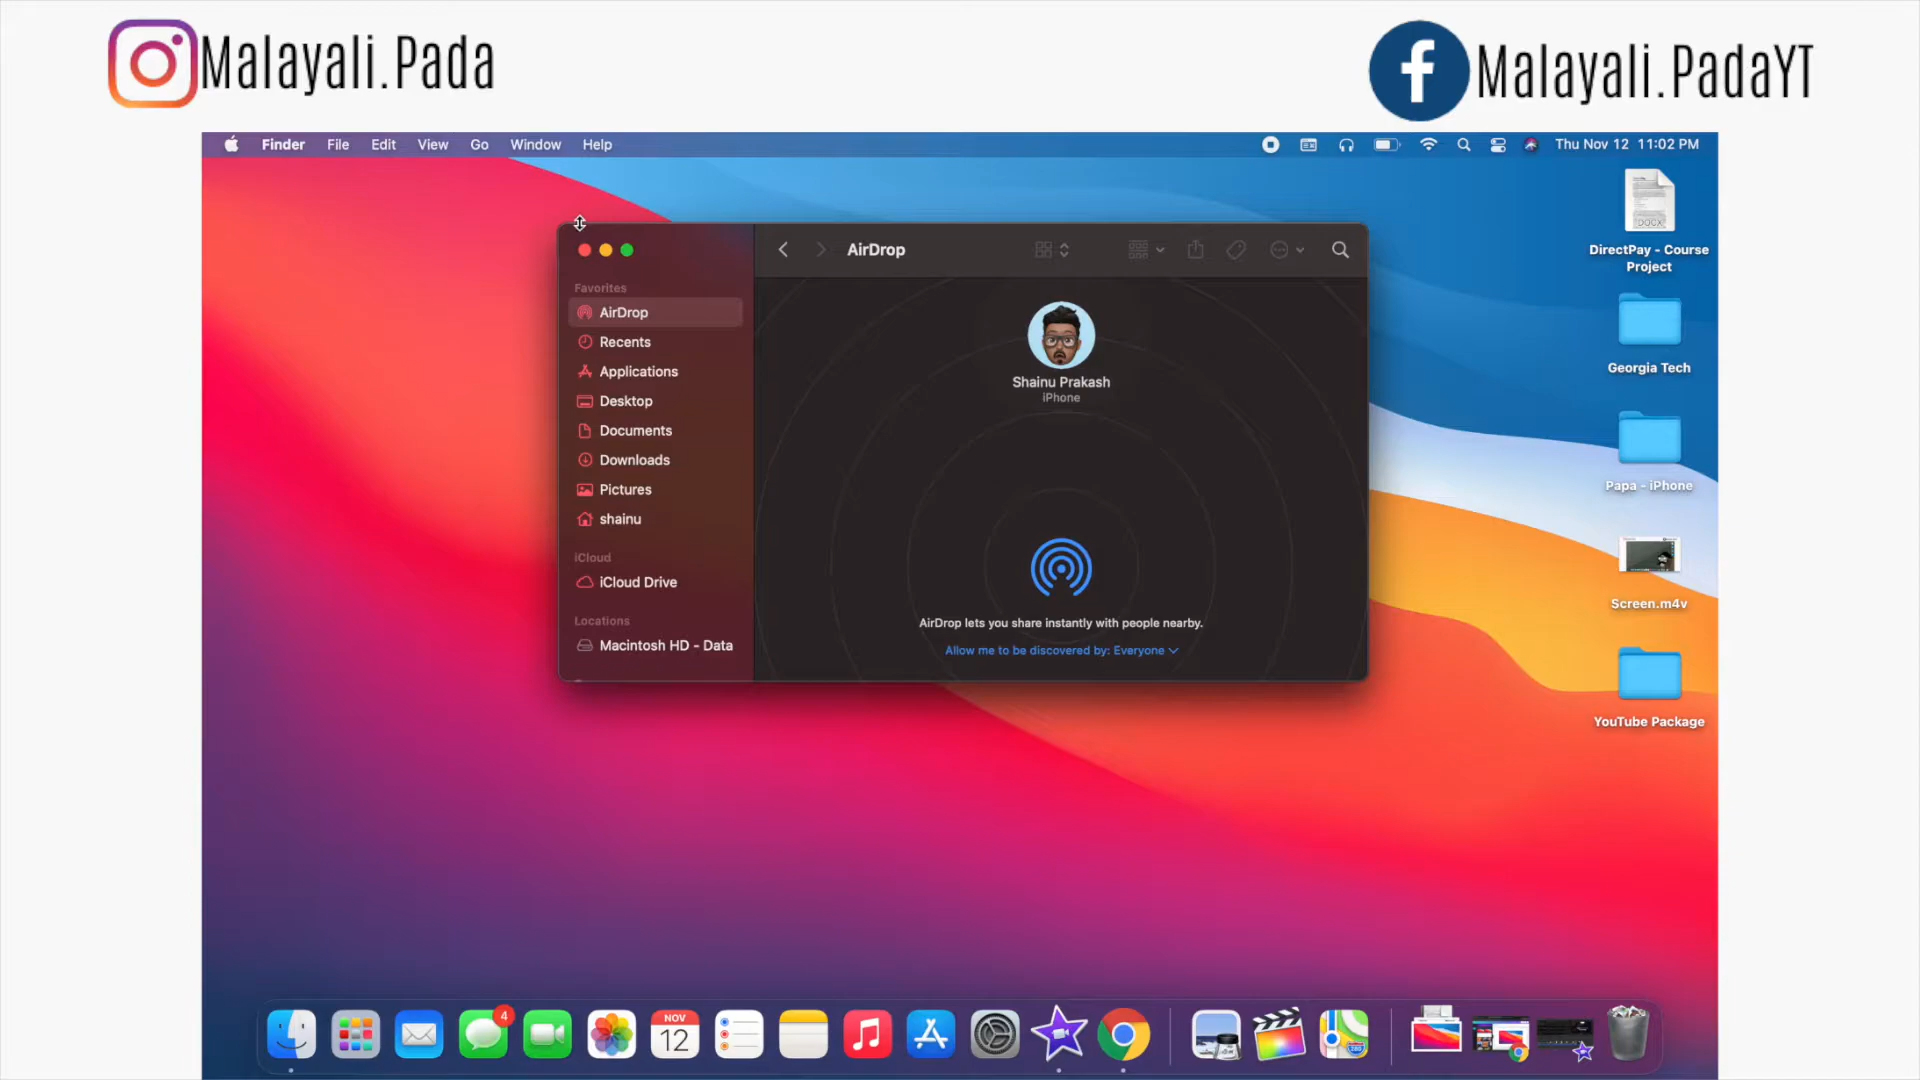 Malayali.Pada
Malayali.PadaYT
Finder File Edit View Go Window Help
Thu Nov 12 11:02 PM
AirDrop
Favorites
AirDrop
Recents
Applications
Desktop
Documents
Downloads
Pictures
shainu
iCloud
iCloud Drive
Locations
Macintosh HD - Data
Shainu Prakash
iPhone
AirDrop lets you share instantly with people nearby.
Allow me to be discovered by: Everyone
DOCX
DirectPay - Course
Project
Georgia Tech
Papa - iPhone
Screen.m4v
YouTube Package
4
NOV
12